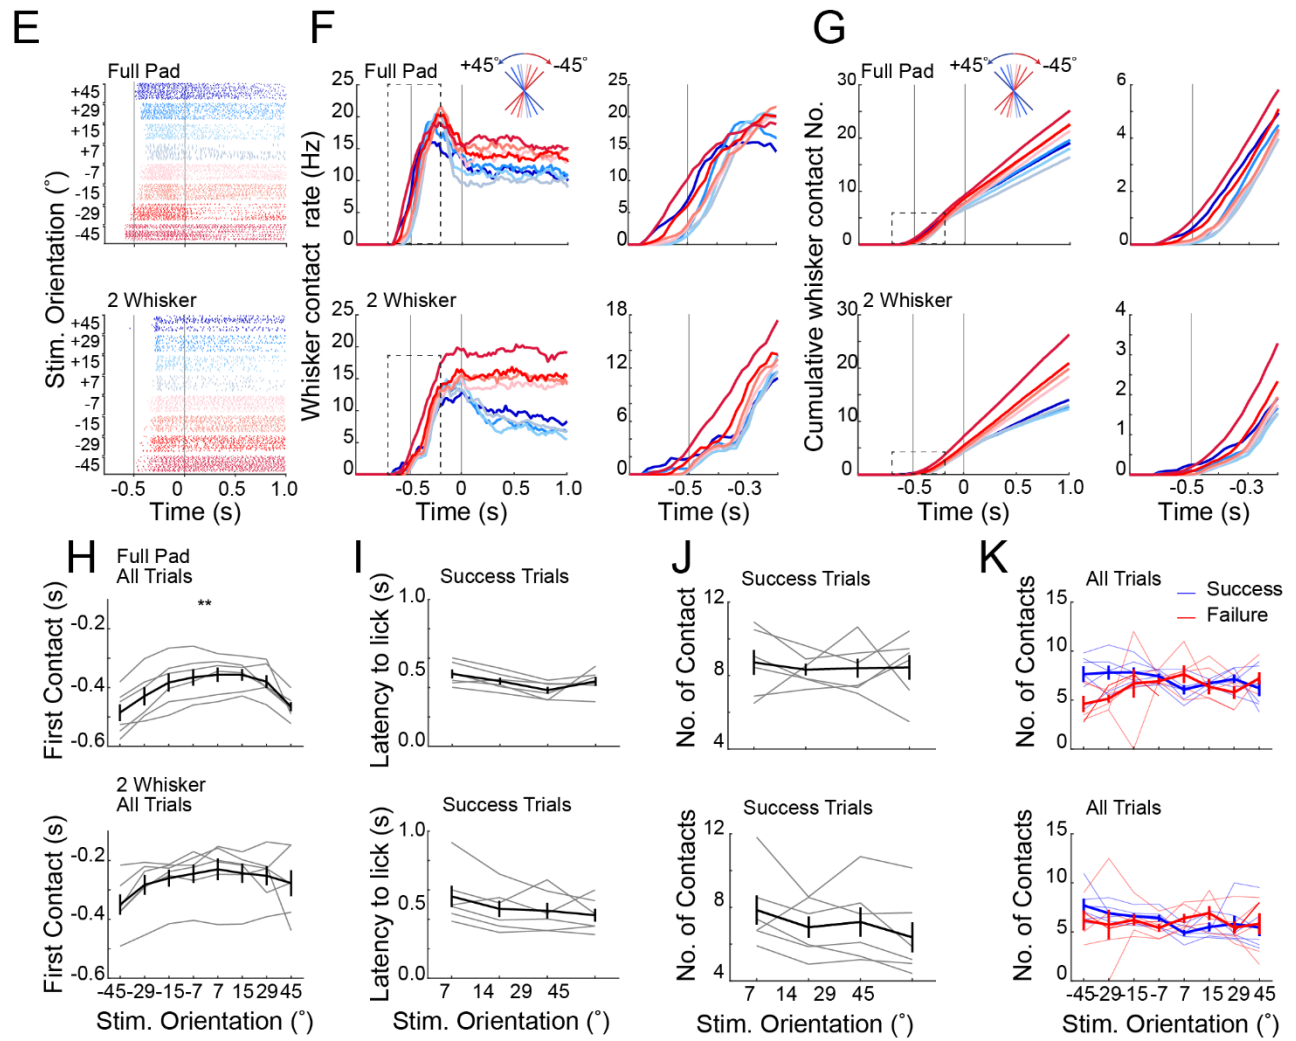 E
F
G
Full Pad
+45
+29
+15
+7
-7
-15
-29
-45
2 Whisker
+45
+29
+15
+7
-7
-15
-29
-45
Stim. Orientation (˚)
-0.5 0 0.5 1.0
Time (s)
Full Pad
+45˚ -45˚
25
20
15
10
5
0
25
20
15
10
5
0
Whisker contact rate (Hz)
2 Whisker
25
20
15
10
5
0
-0.5 0 0.5 1.0
Time (s)
18
12
6
0
-0.5 -0.3
Time (s)
Full Pad
+45˚ -45˚
30
20
10
0
6
4
2
0
Cumulative whisker contact No.
2 Whisker
30
20
10
0
-0.5 0 0.5 1.0
Time (s)
4
3
2
1
0
-0.5 -0.3
Time (s)
H
Full Pad
All Trials
**
First Contact (s)
-0.2
-0.4
-0.6
2 Whisker
All Trials
First Contact (s)
-0.2
-0.4
-0.6
-45 -29 -15 -7 7 15 29 45
Stim. Orientation (˚)
I
Success Trials
Latency to lick (s)
1.0
0.5
0.0
Success Trials
Latency to lick (s)
1.0
0.5
0.0
7 14 29 45
Stim. Orientation (˚)
J
Success Trials
No. of Contact
12
8
4
Success Trials
No. of Contacts
12
8
4
7 14 29 45
Stim. Orientation (˚)
K
All Trials
Success
Failure
No. of Contacts
15
10
5
0
All Trials
No. of Contacts
15
10
5
0
-45 -29 -15 -7 7 15 29 45
Stim. Orientation (˚)